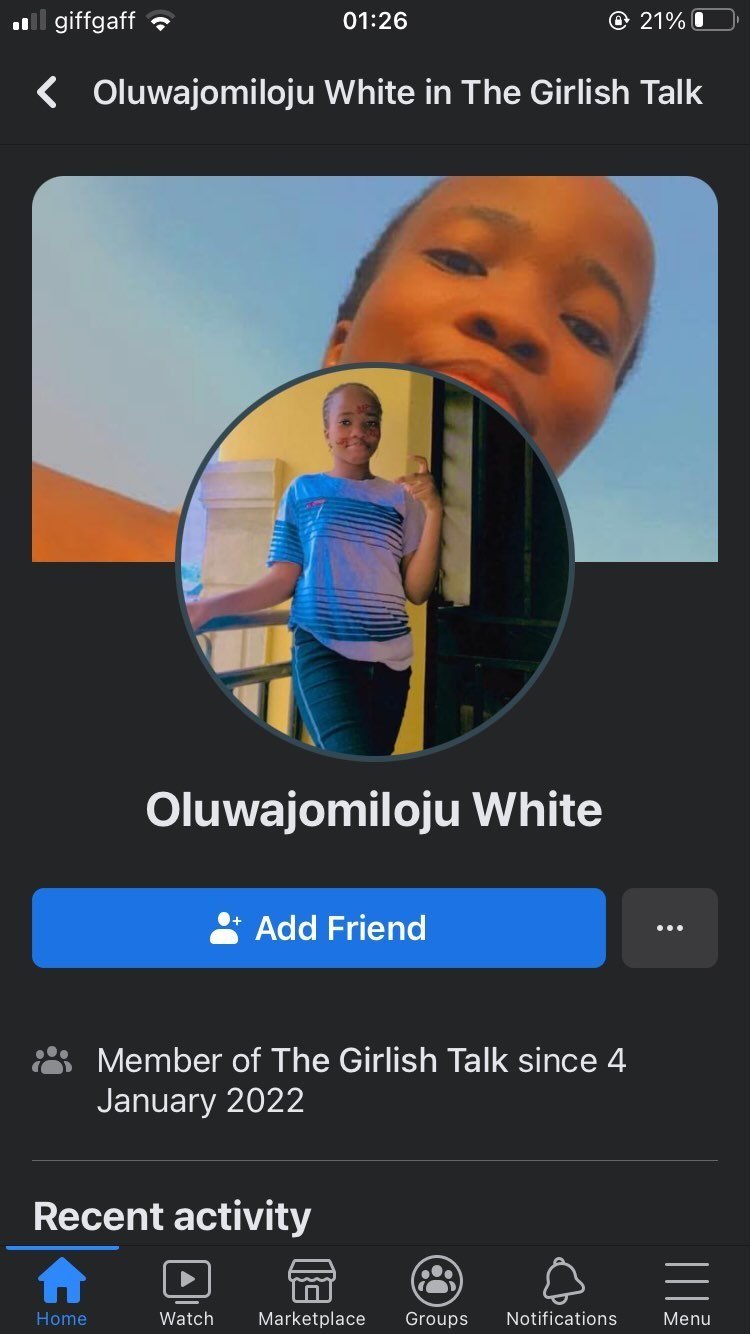 giffgaff 01:26 21%
Oluwajomiloju White in The Girlish Talk
Oluwajomiloju White
Add Friend
Member of The Girlish Talk since 4
January 2022
Recent activity
Home Watch Marketplace Groups Notifications Menu